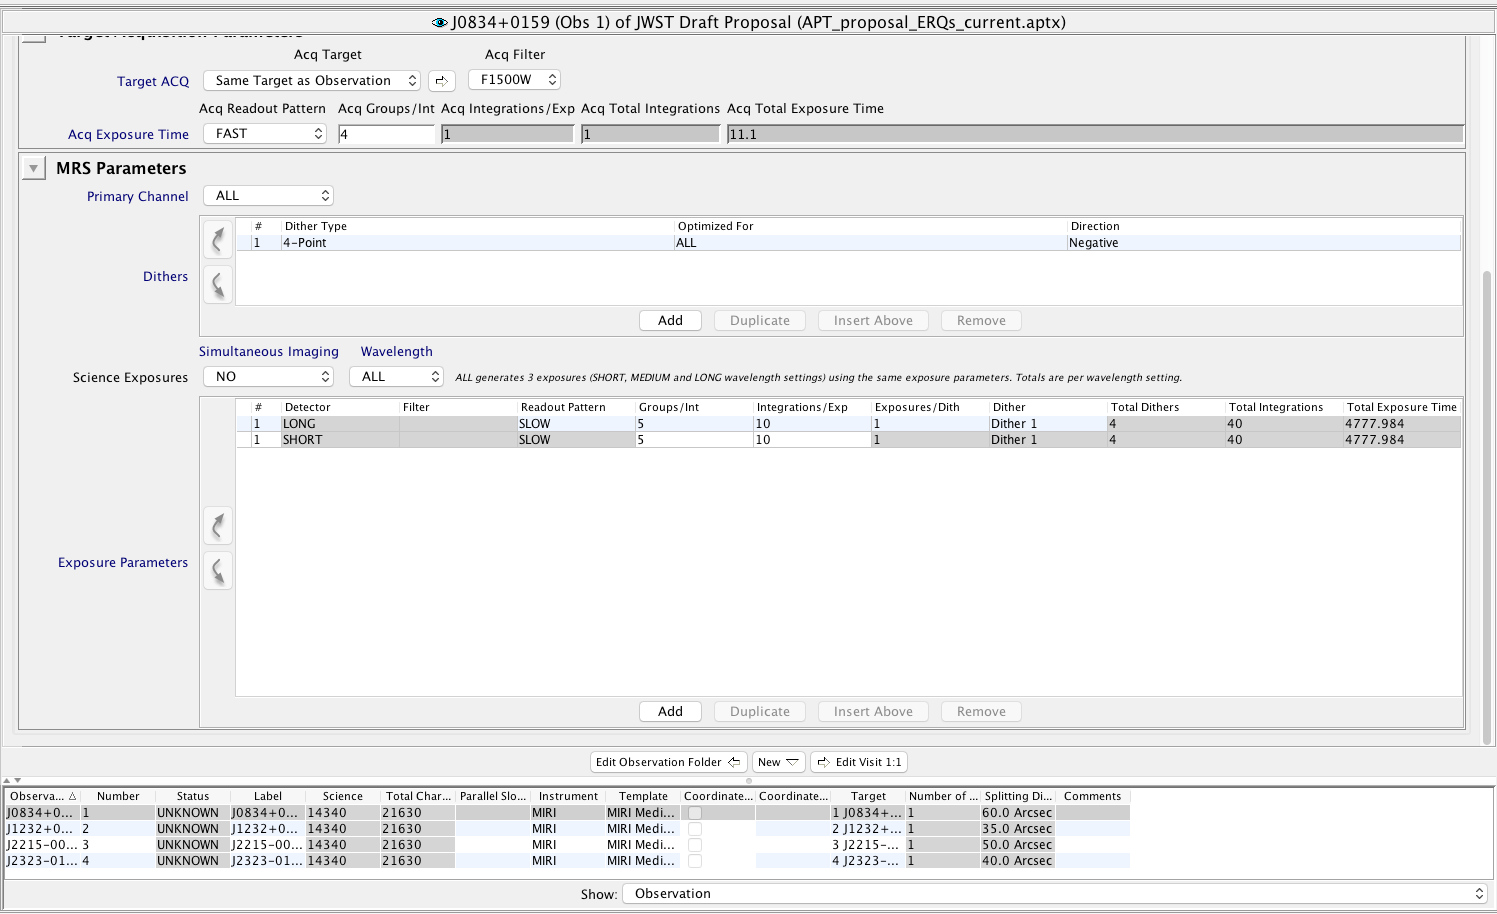 J0834+0159 (Obs 1) of JWST Draft Proposal (APT_proposal_ERQs_current.aptx)
Target Acquisition Parameters
Acq Target Acq Filter
Target ACQ Same Target as Observation F1500W
Acq Readout Pattern Acq Groups/Int Acq Integrations/Exp Acq Total Integrations Acq Total Exposure Time
Acq Exposure Time FAST 4 1 1 11.1
MRS Parameters
Primary Channel ALL
# Dither Type Optimized For Direction
1 4-Point ALL Negative
Dithers
Add Duplicate Insert Above Remove
Simultaneous Imaging Wavelength
Science Exposures NO ALL ALL generates 3 exposures (SHORT, MEDIUM and LONG wavelength settings) using the same exposure parameters. Totals are per wavelength setting.
# Detector Filter Readout Pattern Groups/Int Integrations/Exp Exposures/Dith Dither Total Dithers Total Integrations Total Exposure Time
1 LONG SLOW 5 10 1 Dither 1 4 40 4777.984
1 SHORT SLOW 5 10 1 Dither 1 4 40 4777.984
Exposure Parameters
Add Duplicate Insert Above Remove
Edit Observation Folder New Edit Visit 1:1
Observa... Number Status Label Science Total Char... Parallel Slo... Instrument Template Coordinate... Coordinate... Target Number of ... Splitting Di... Comments
J0834+0... 1 UNKNOWN J0834+0... 14340 21630 MIRI MIRI Medi... 1 J0834+... 1 60.0 Arcsec
J1232+0... 2 UNKNOWN J1232+0... 14340 21630 MIRI MIRI Medi... 2 J1232+... 1 35.0 Arcsec
J2215-00... 3 UNKNOWN J2215-00... 14340 21630 MIRI MIRI Medi... 3 J2215-... 1 50.0 Arcsec
J2323-01... 4 UNKNOWN J2323-01... 14340 21630 MIRI MIRI Medi... 4 J2323-... 1 40.0 Arcsec
Show: Observation